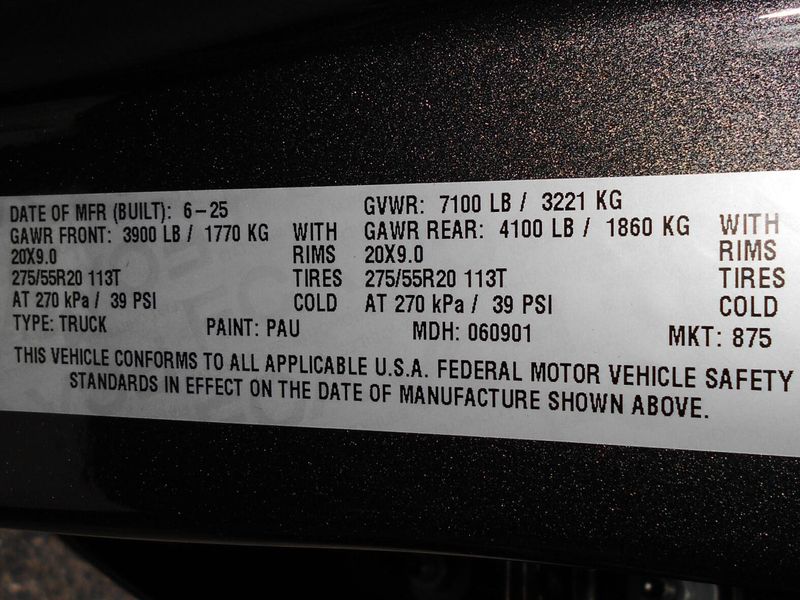 DATE OF MFR (BUILT): 6-25 GVWR: 7100 LB / 3221 KG
GAWR FRONT: 3900 LB / 1770 KG WITH GAWR REAR: 4100 LB / 1860 KG WITH
20X9.0 RIMS 20X9.0 RIMS
275/55R20 113T TIRES 275/55R20 113T TIRES
AT 270 kPa / 39 PSI COLD AT 270 kPa / 39 PSI COLD
TYPE: TRUCK PAINT: PAU MDH: 060901 MKT: 875
THIS VEHICLE CONFORMS TO ALL APPLICABLE U.S.A. FEDERAL MOTOR VEHICLE SAFETY
STANDARDS IN EFFECT ON THE DATE OF MANUFACTURE SHOWN ABOVE.